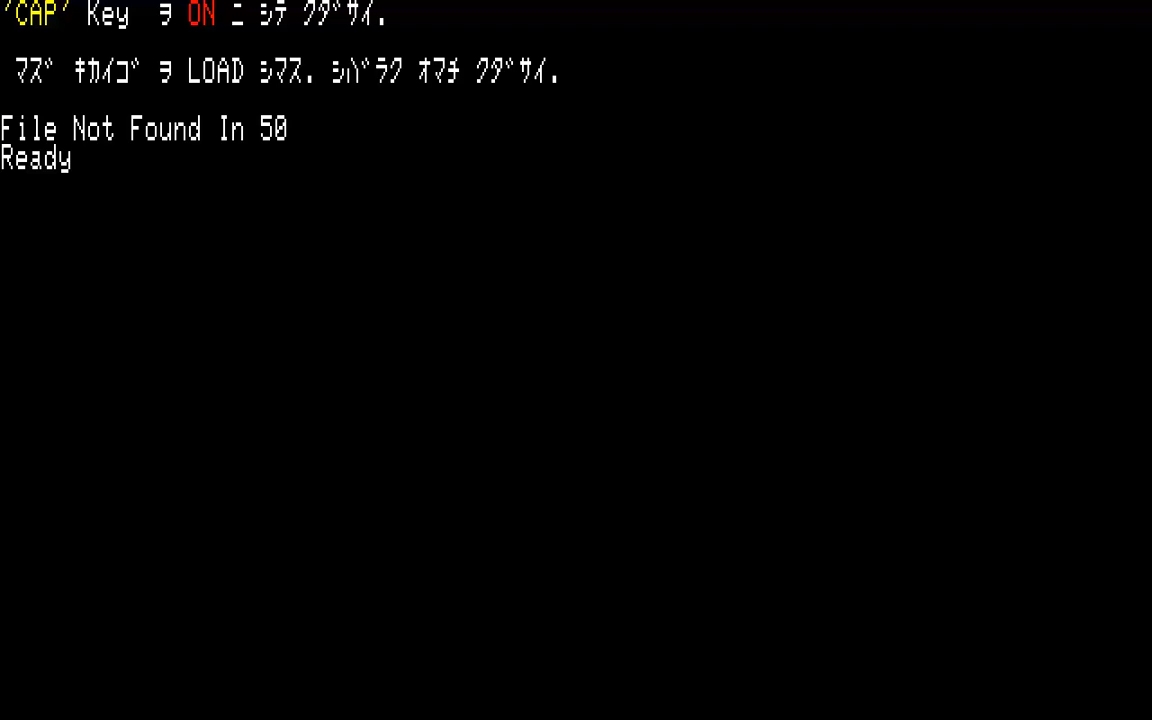 'CAP' Key ヲ ON ニ シテ クダサイ.
マズ キカイゴ ヲ LOAD シマス. シバラク オマチ クダサイ.
File Not Found In 50
Ready